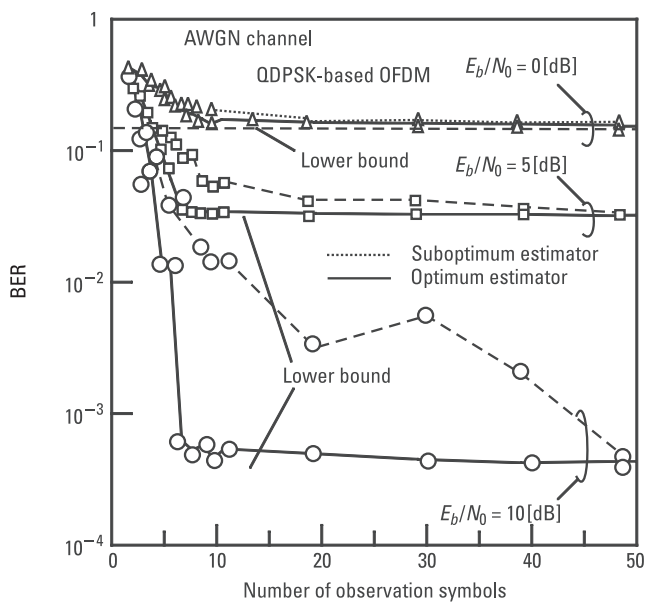 1
AWGN channel
QDPSK-based OFDM
E_b/N_0 = 0 [dB]
10^{-1}
Lower bound
E_b/N_0 = 5 [dB]
BER
Suboptimum estimator
Optimum estimator
10^{-2}
Lower bound
10^{-3}
E_b/N_0 = 10 [dB]
10^{-4}
0 10 20 30 40 50
Number of observation symbols